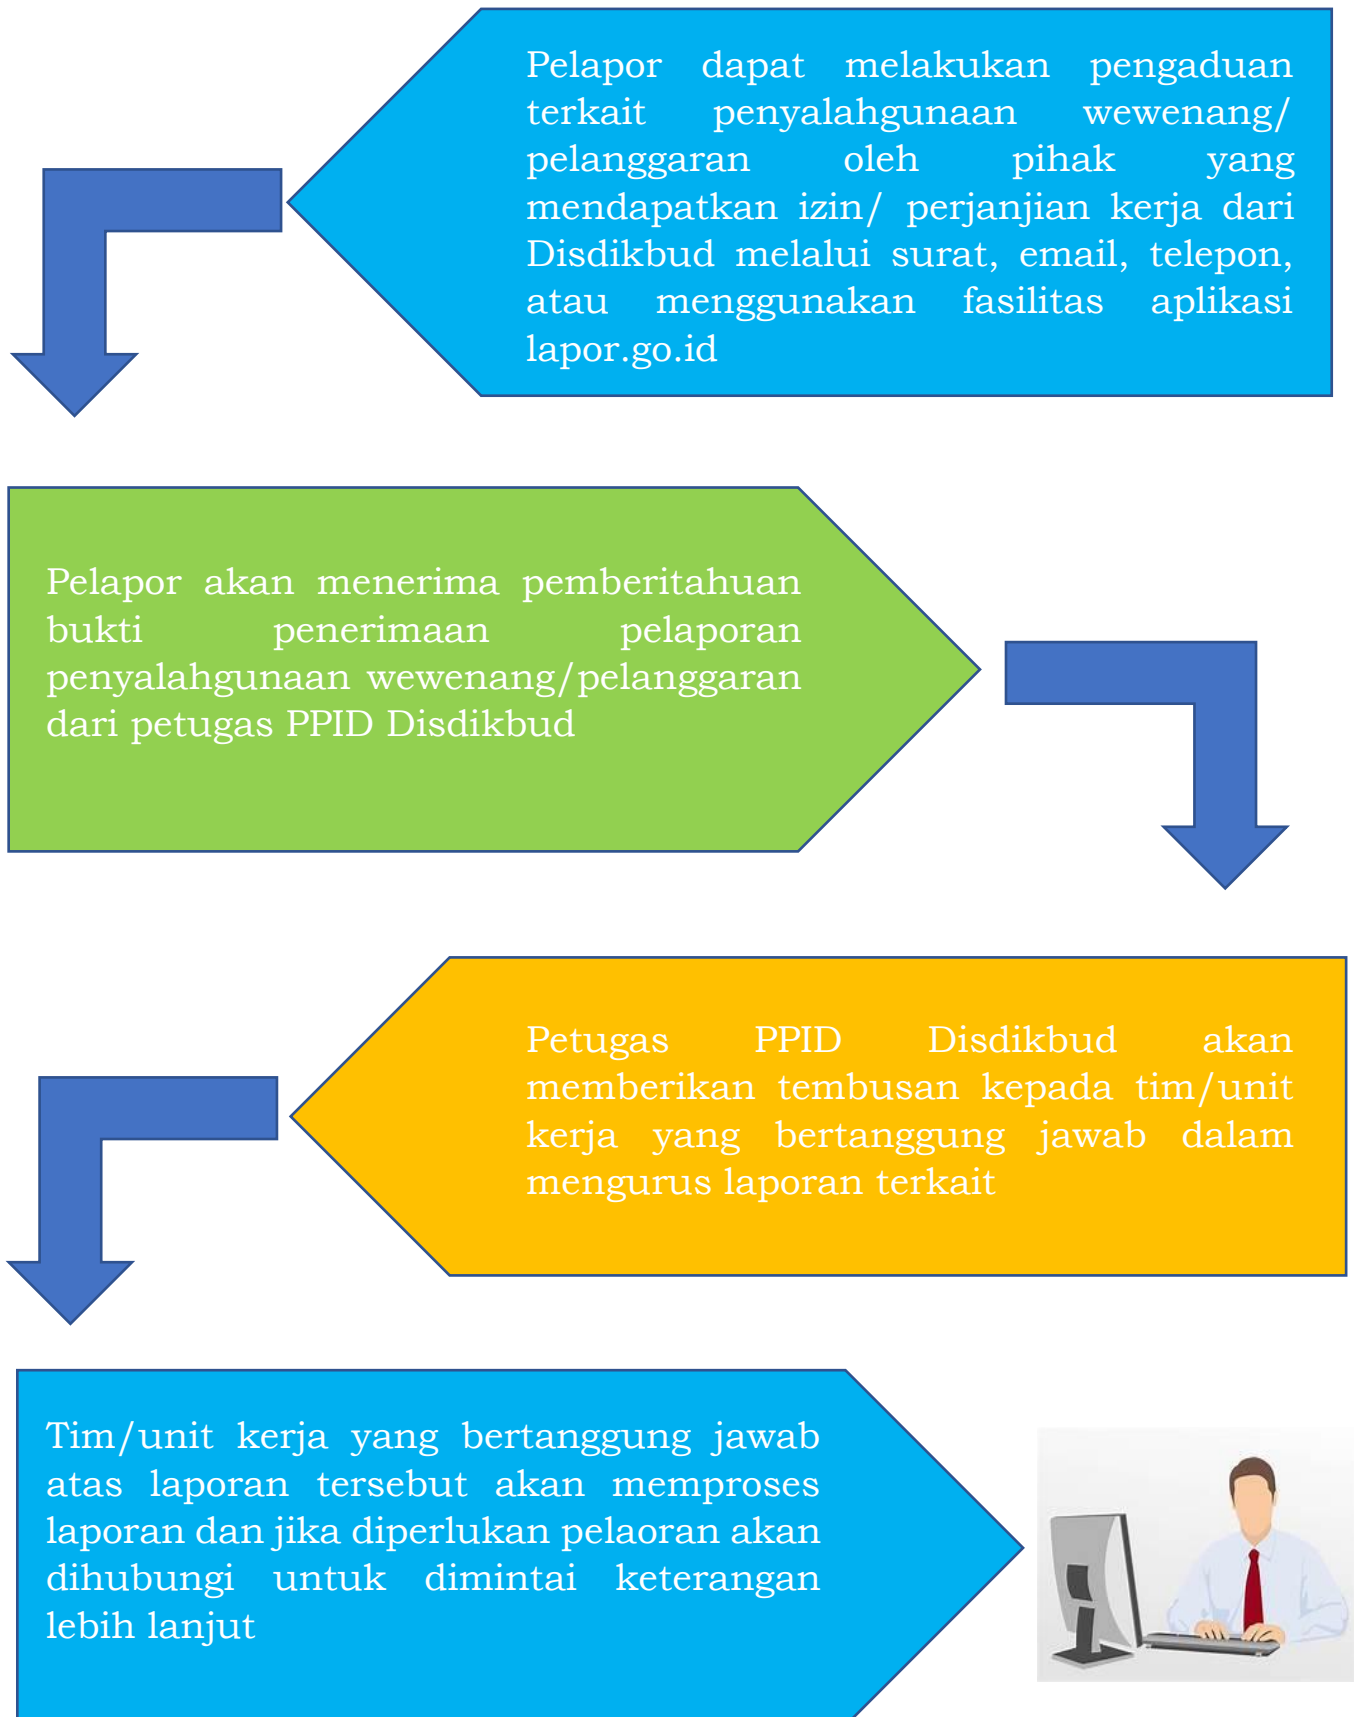 Pelapor dapat melakukan pengaduan
terkait penyalahgunaan wewenang/
pelanggaran oleh pihak yang
mendapatkan izin/ perjanjian kerja dari
Disdikbud melalui surat, email, telepon,
atau menggunakan fasilitas aplikasi
lapor.go.id
Pelapor akan menerima pemberitahuan
bukti penerimaan pelaporan
penyalahgunaan wewenang/pelanggaran
dari petugas PPID Disdikbud
Petugas PPID Disdikbud akan
memberikan tembusan kepada tim/unit
kerja yang bertanggung jawab dalam
mengurus laporan terkait
Tim/unit kerja yang bertanggung jawab
atas laporan tersebut akan memproses
laporan dan jika diperlukan pelaoran akan
dihubungi untuk dimintai keterangan
lebih lanjut